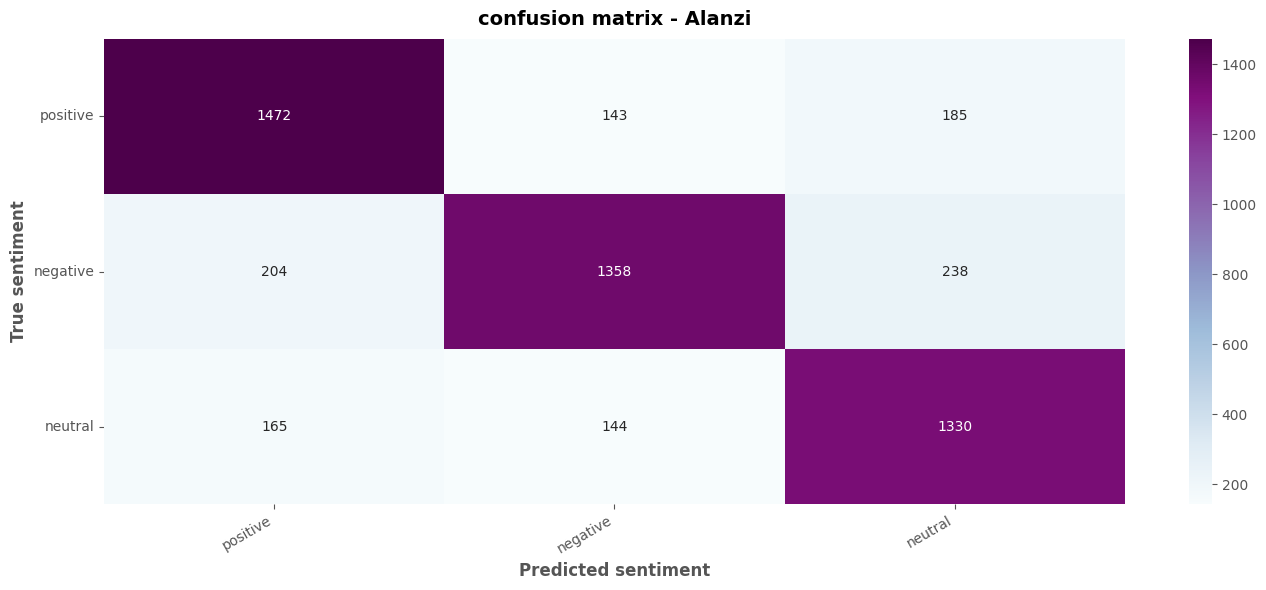 confusion matrix - Alanzi
True sentiment
positive 1472 143 185
negative 204 1358 238
neutral 165 144 1330
positive negative neutral
Predicted sentiment
1400
1200
1000
800
600
400
200